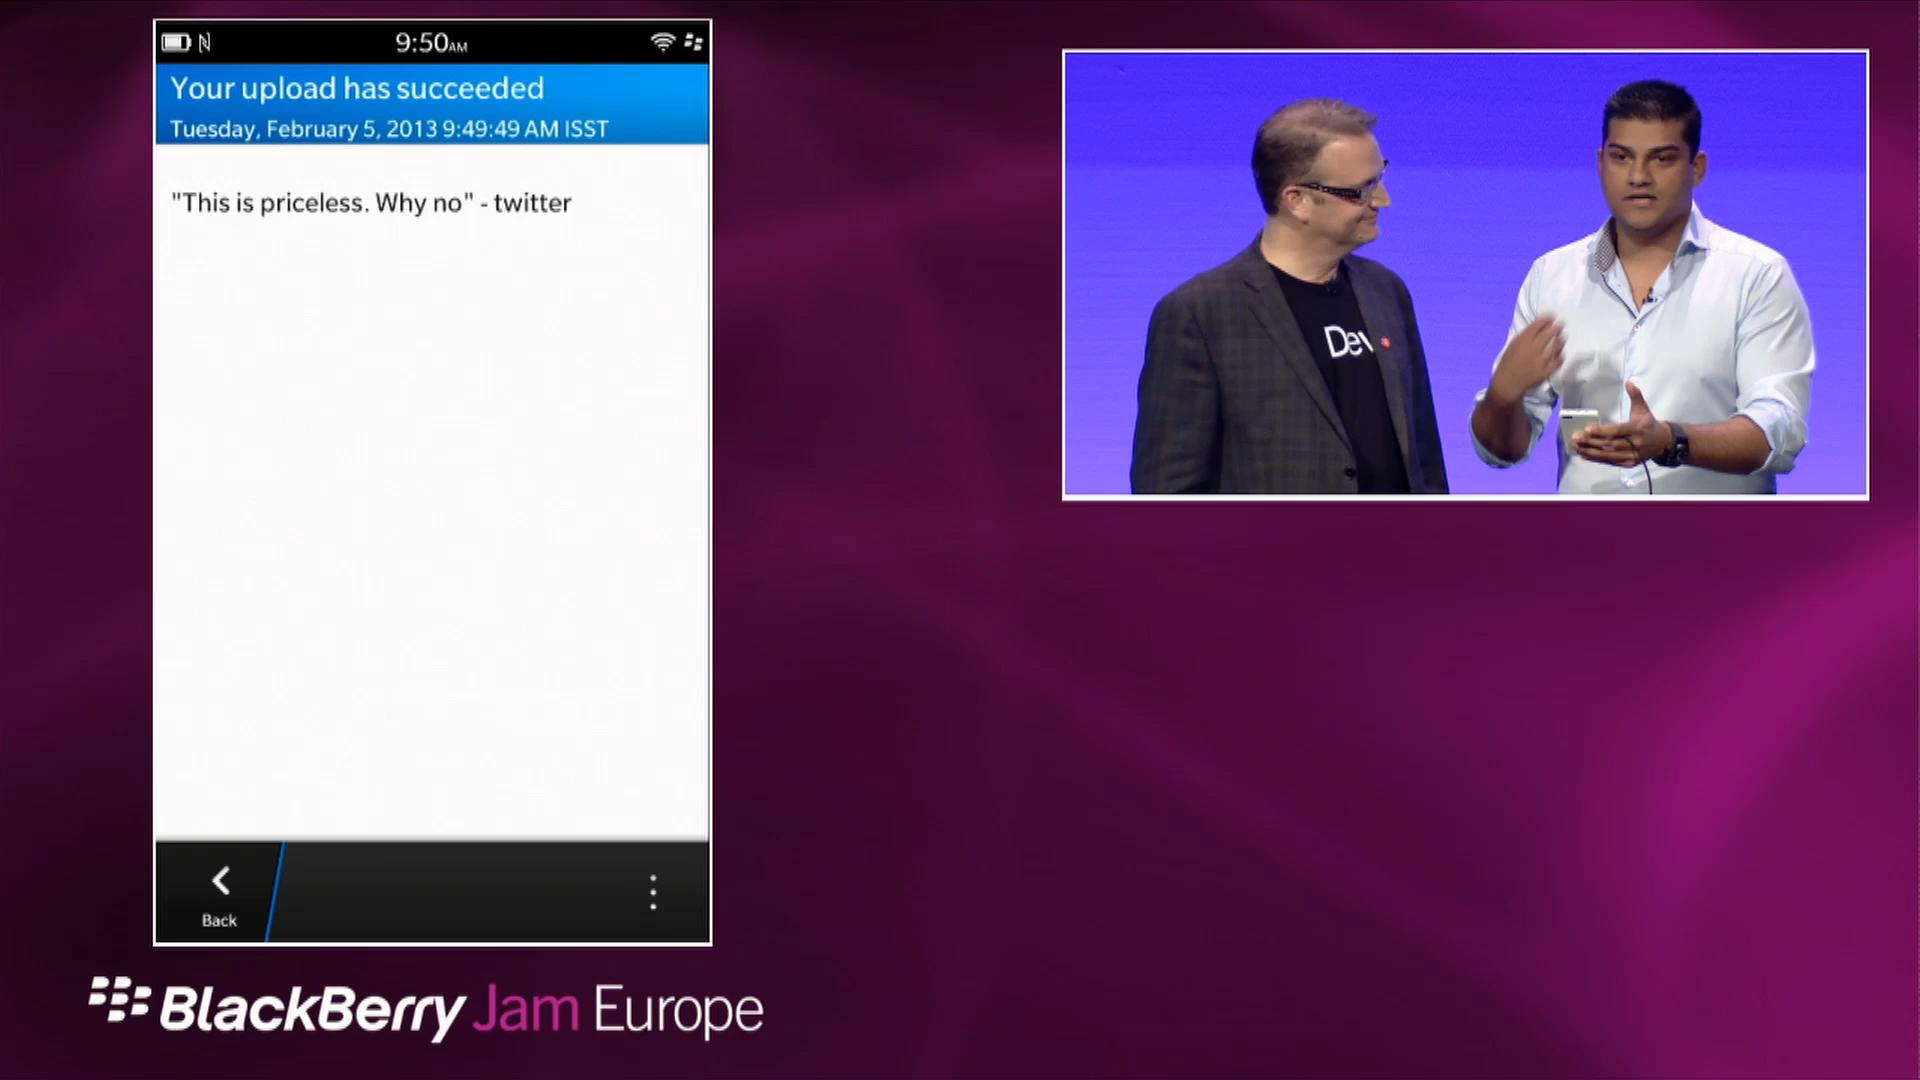 9:50AM
Your upload has succeeded
Tuesday, February 5, 2013 9:49:49 AM ISST
"This is priceless. Why no" - twitter
Back
Dev
BlackBerry Jam Europe